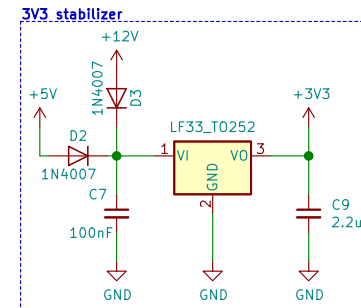 3V3 stabilizer
+12V
1N4007
D3
+5V
D2
1N4007
LF33_TO252
1
VI
VO
3
GND
2
+3V3
C7
100nF
C9
2.2u
GND
GND
GND